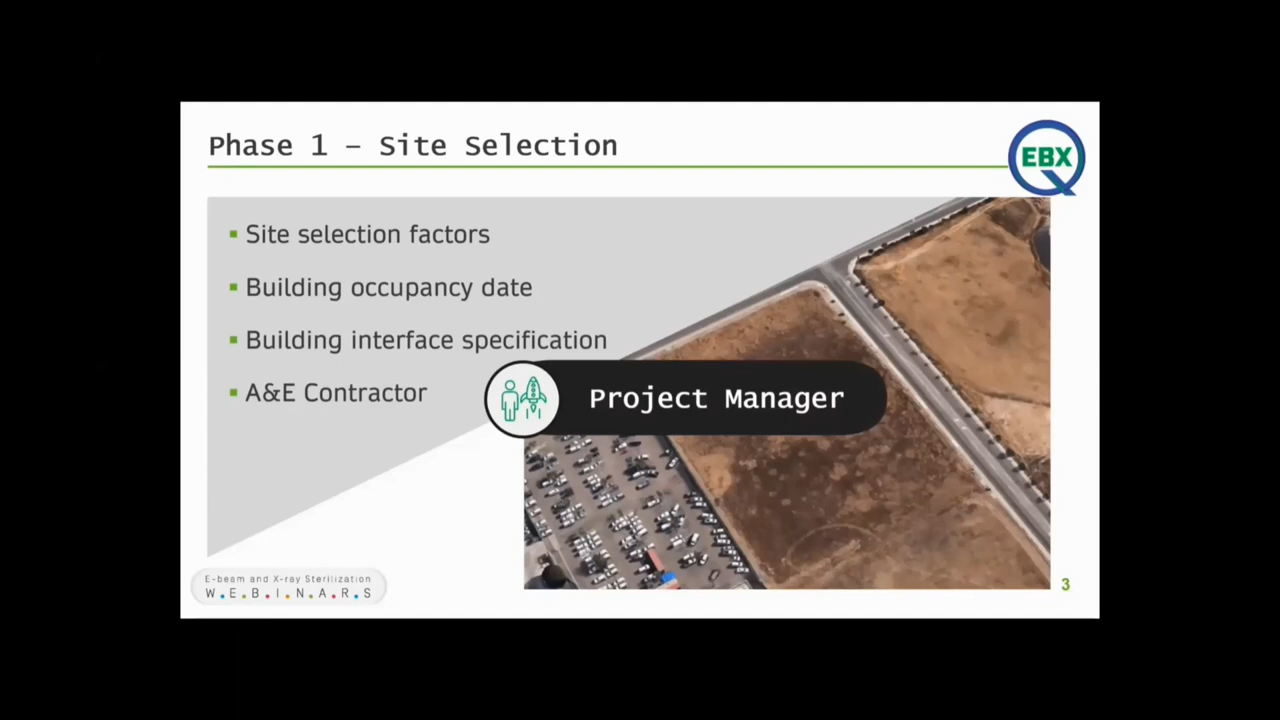 Phase 1 – Site Selection
EBX
Site selection factors
Building occupancy date
Building interface specification
A&E Contractor
Project Manager
E-beam and X-ray Sterilization
W.E.B.I.N.A.R.S
3